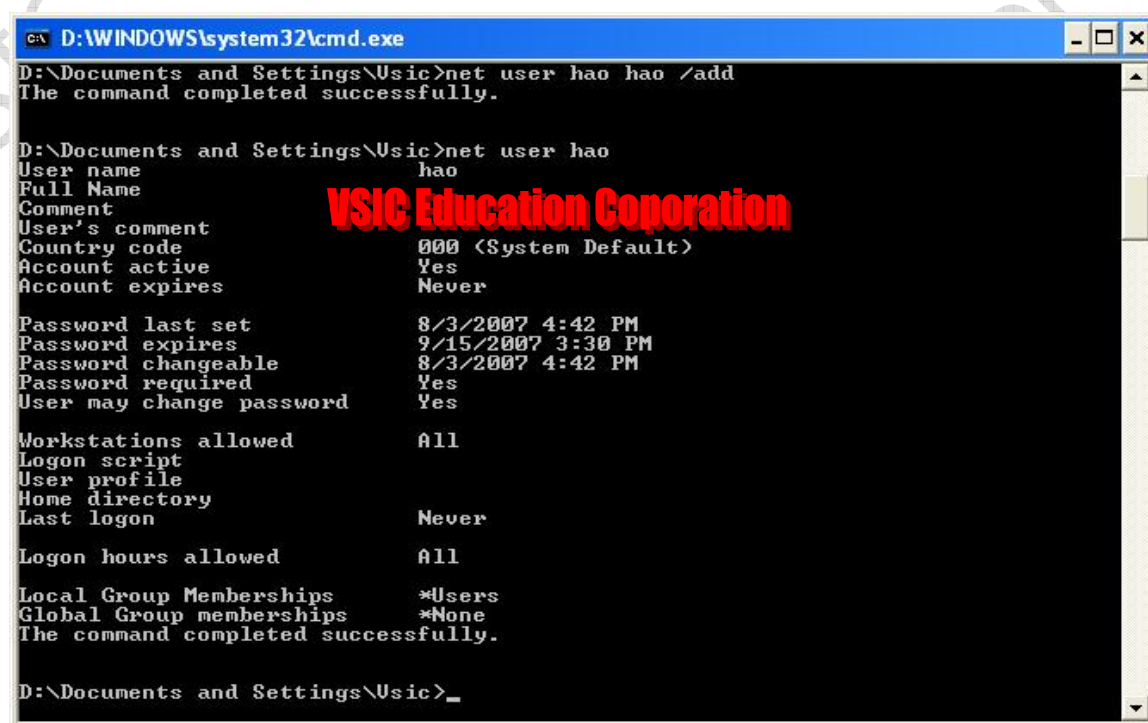 D:\WINDOWS\system32\cmd.exe
D:\Documents and Settings\Vsic>net user hao hao /add
The command completed successfully.
D:\Documents and Settings\Vsic>net user hao
User name hao
Full Name
Comment
VSIC Education Coporation
User's comment
Country code 000 (System Default)
Account active Yes
Account expires Never
Password last set 8/3/2007 4:42 PM
Password expires 9/15/2007 3:30 PM
Password changeable 8/3/2007 4:42 PM
Password required Yes
User may change password Yes
Workstations allowed All
Logon script
User profile
Home directory
Last logon Never
Logon hours allowed All
Local Group Memberships *Users
Global Group memberships *None
The command completed successfully.
D:\Documents and Settings\Vsic>_